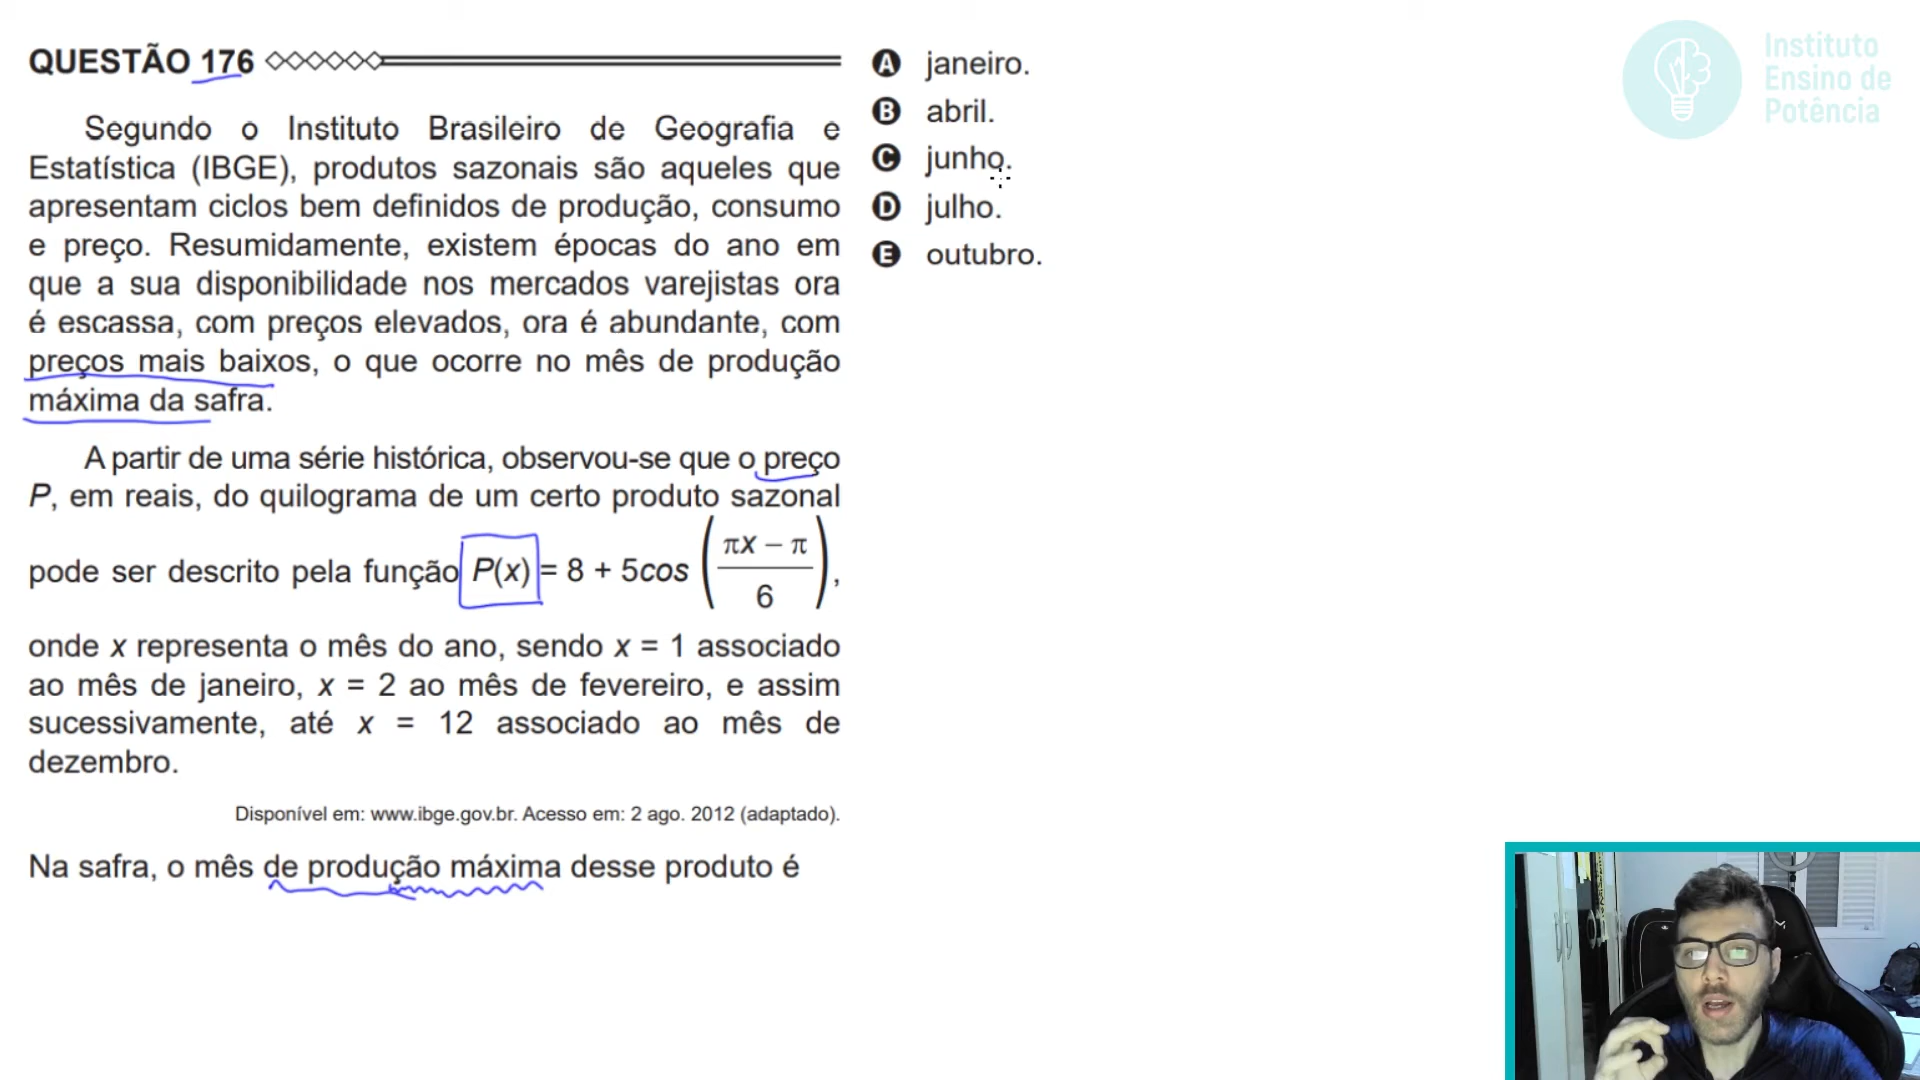 QUESTÃO 176
Segundo o Instituto Brasileiro de Geografia e
Estatística (IBGE), produtos sazonais são aqueles que
apresentam ciclos bem definidos de produção, consumo
e preço. Resumidamente, existem épocas do ano em
que a sua disponibilidade nos mercados varejistas ora
é escassa, com preços elevados, ora é abundante, com
preços mais baixos, o que ocorre no mês de produção
máxima da safra.
A partir de uma série histórica, observou-se que o preço
P, em reais, do quilograma de um certo produto sazonal
pode ser descrito pela função P(x) = 8 + 5cos ((πx − π)/6),
onde x representa o mês do ano, sendo x = 1 associado
ao mês de janeiro, x = 2 ao mês de fevereiro, e assim
sucessivamente, até x = 12 associado ao mês de
dezembro.
Disponível em: www.ibge.gov.br. Acesso em: 2 ago. 2012 (adaptado).
Na safra, o mês de produção máxima desse produto é
A janeiro.
B abril.
C junho.
D julho.
E outubro.
Instituto
Ensino de
Potência